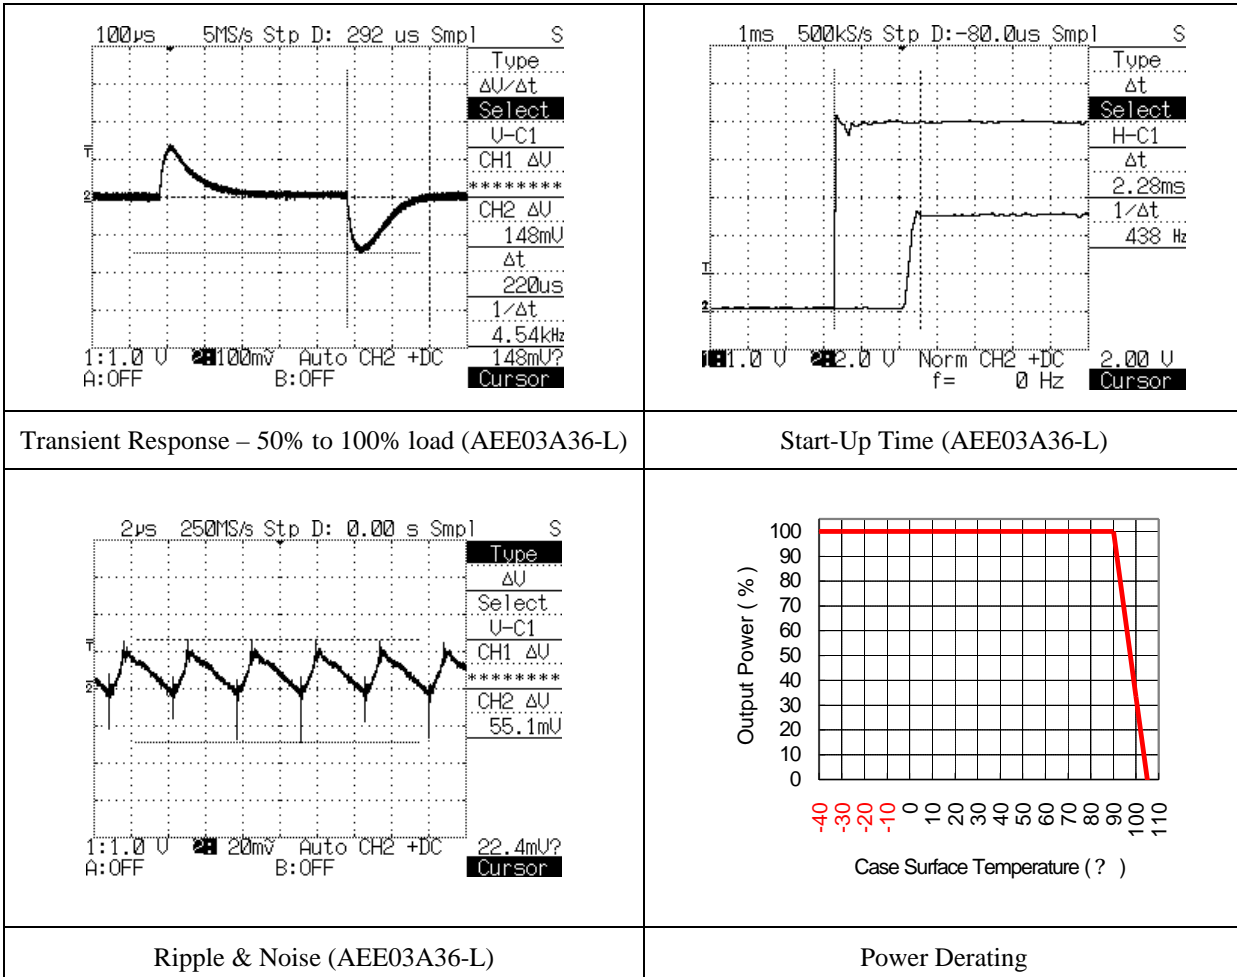 100µs 5MS/s Stp D: 292 us Smpl S
Type
ΔV/Δt
Select
V-C1
CH1 ΔV
********
CH2 ΔV
148mV
Δt
220us
1/Δt
4.54kHz
T
2
1:1.0 V 2:100mV Auto CH2 +DC 148mV?
A:OFF B:OFF Cursor
Transient Response – 50% to 100% load (AEE03A36-L)
1ms 500kS/s Stp D:-80.0us Smpl S
Type
Δt
Select
H-C1
Δt
2.28ms
1/Δt
438 Hz
T
2
1:1.0 V 2:2.0 V Norm CH2 +DC 2.00 V
f= 0 Hz Cursor
Start-Up Time (AEE03A36-L)
2µs 250MS/s Stp D: 0.00 s Smpl S
Type
ΔV
Select
V-C1
CH1 ΔV
********
CH2 ΔV
55.1mV
T
2
1:1.0 V 2: 20mV Auto CH2 +DC 22.4mV?
A:OFF B:OFF Cursor
Ripple & Noise (AEE03A36-L)
Output Power ( % )
100
90
80
70
60
50
40
30
20
10
0
-40 -30 -20 -10 0 10 20 30 40 50 60 70 80 90 100 110
Case Surface Temperature ( ? )
Power Derating